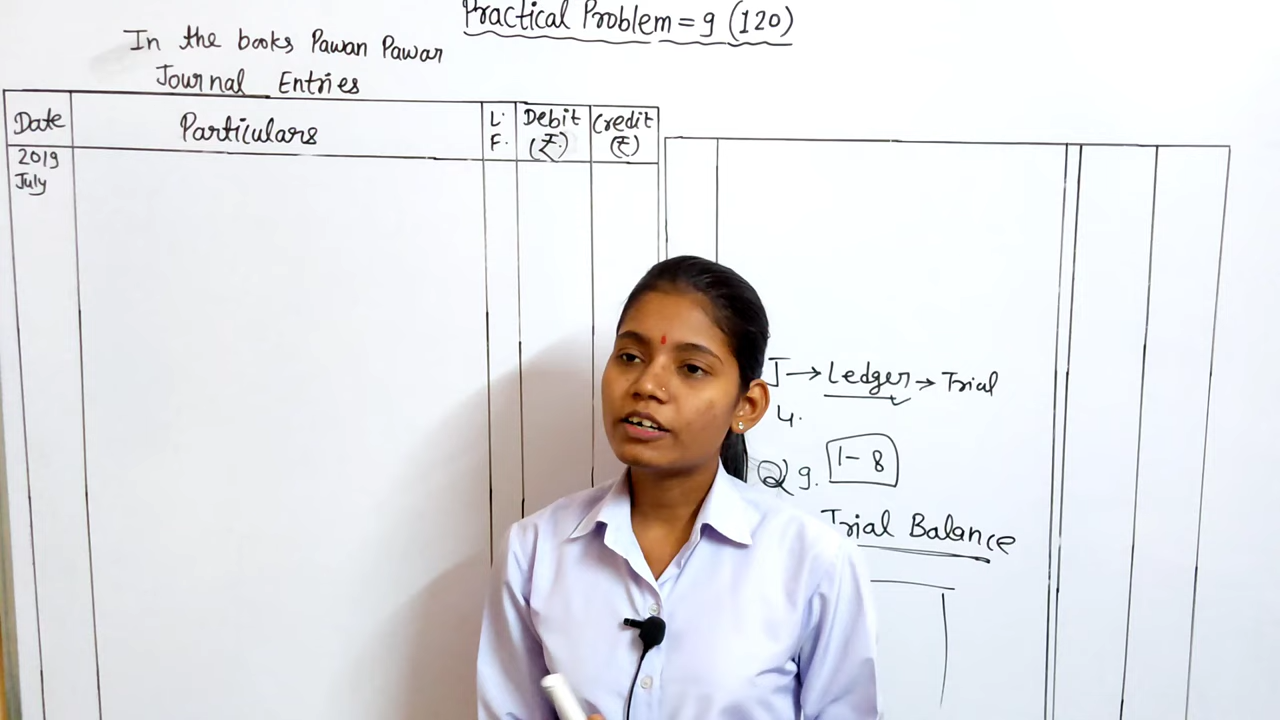 Practical Problem = 9 (120)
In the books Pawan Pawar
Journal Entries
Date Particulars L. F. Debit (₹) Credit (₹)
2019
July
J → Ledger → Trial
4.
Q 9. 1-8
Trial Balance